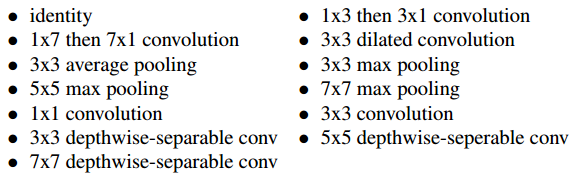 • identity
• 1x7 then 7x1 convolution
• 3x3 average pooling
• 5x5 max pooling
• 1x1 convolution
• 3x3 depthwise-separable conv
• 7x7 depthwise-separable conv
• 1x3 then 3x1 convolution
• 3x3 dilated convolution
• 3x3 max pooling
• 7x7 max pooling
• 3x3 convolution
• 5x5 depthwise-seperable conv